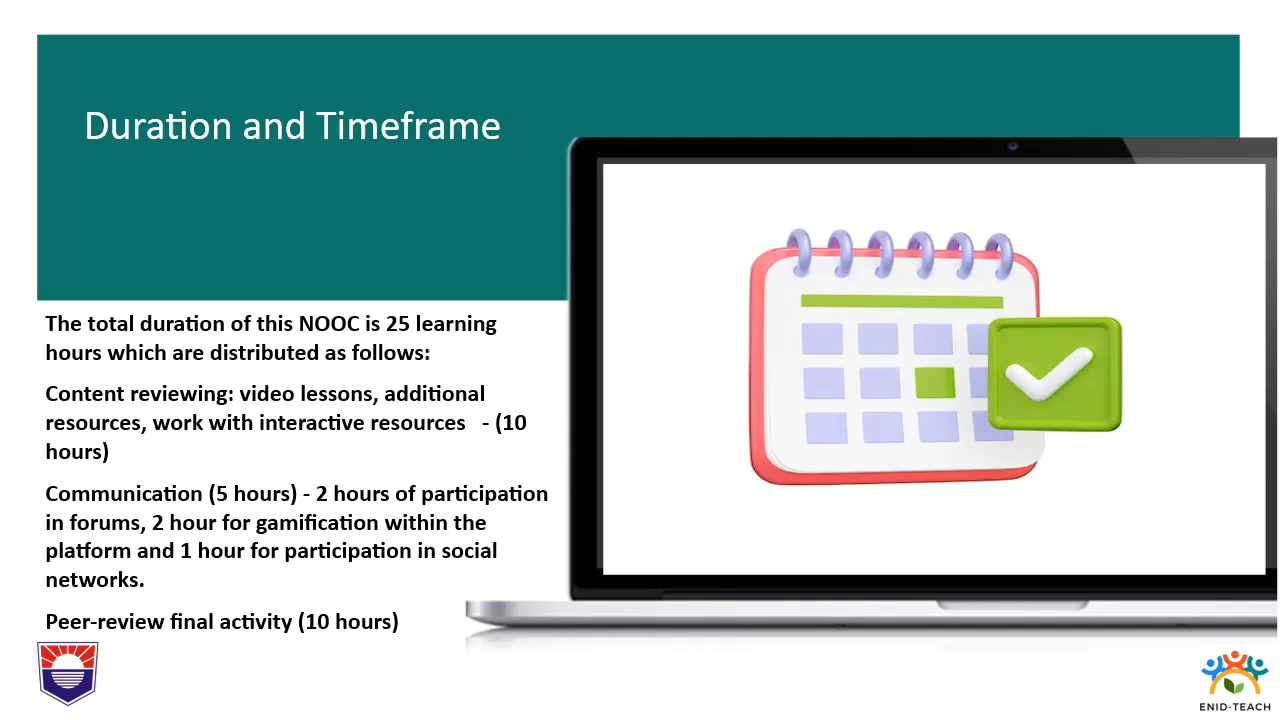 Duration and Timeframe
The total duration of this NOOC is 25 learning
hours which are distributed as follows:
Content reviewing: video lessons, additional
resources, work with interactive resources - (10
hours)
Communication (5 hours) - 2 hours of participation
in forums, 2 hour for gamification within the
platform and 1 hour for participation in social
networks.
Peer-review final activity (10 hours)
ENID-TEACH